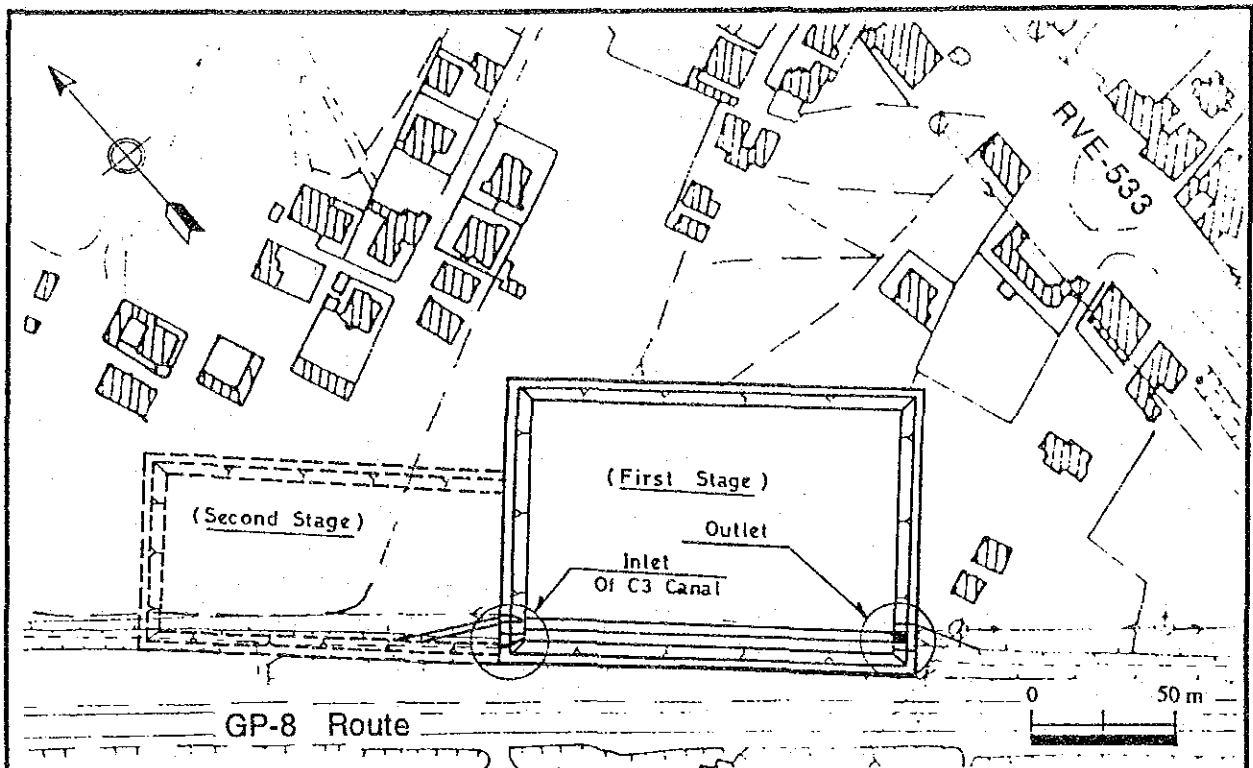 RVE-533
(First Stage)
(Second Stage)
Outlet
Inlet
Of C3 Canal
0 50 m
GP-8 Route